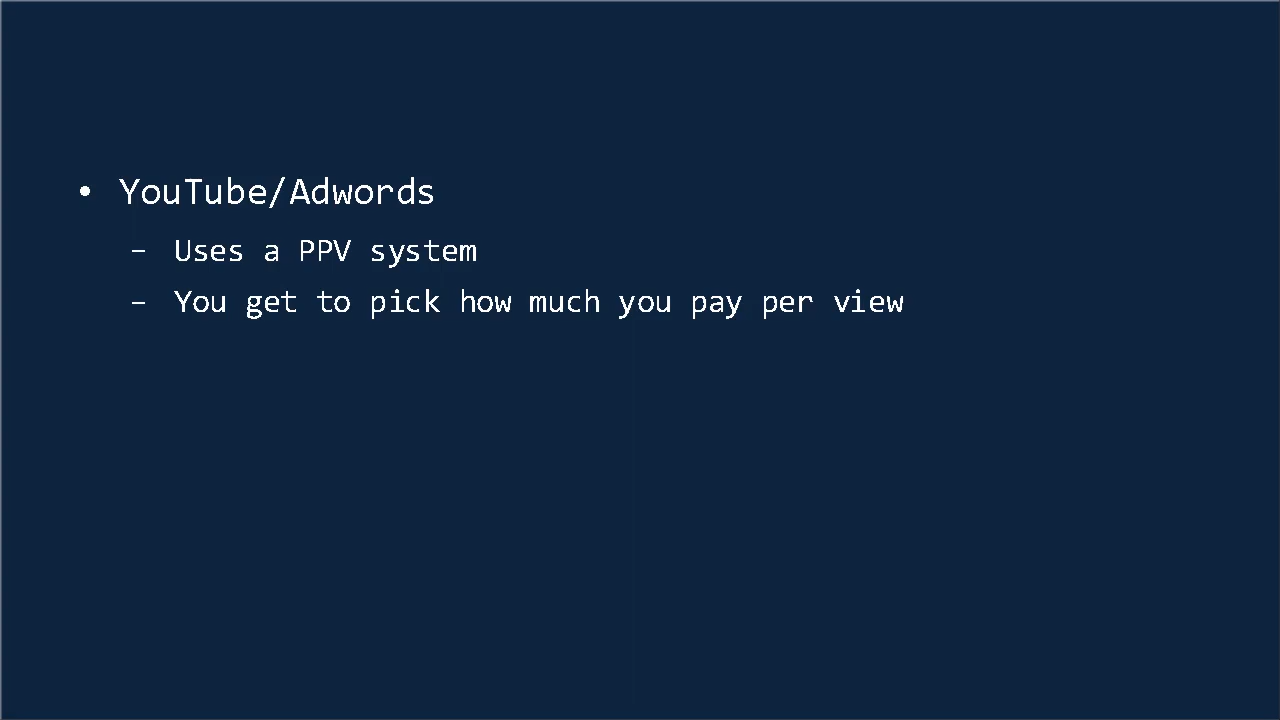 • YouTube/Adwords
– Uses a PPV system
– You get to pick how much you pay per view